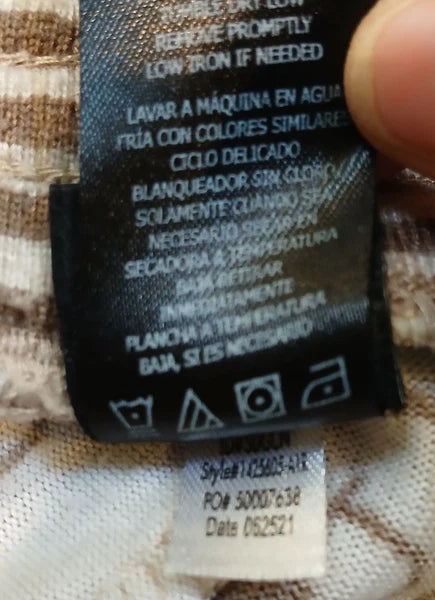 TUMBLE DRY LOW
REMOVE PROMPTLY
LOW IRON IF NEEDED
LAVAR A MÁQUINA EN AGUA
FRÍA CON COLORES SIMILARES
CICLO DELICADO
BLANQUEADOR SIN CLORO
SOLAMENTE CUANDO SEA
NECESARIO SECAR EN
SECADORA A TEMPERATURA
BAJA RETIRAR
INMEDIATAMENTE
PLANCHA A TEMPERATURA
BAJA, SI ES NECESARIO
Style#
PO# 50007638
Date 052521